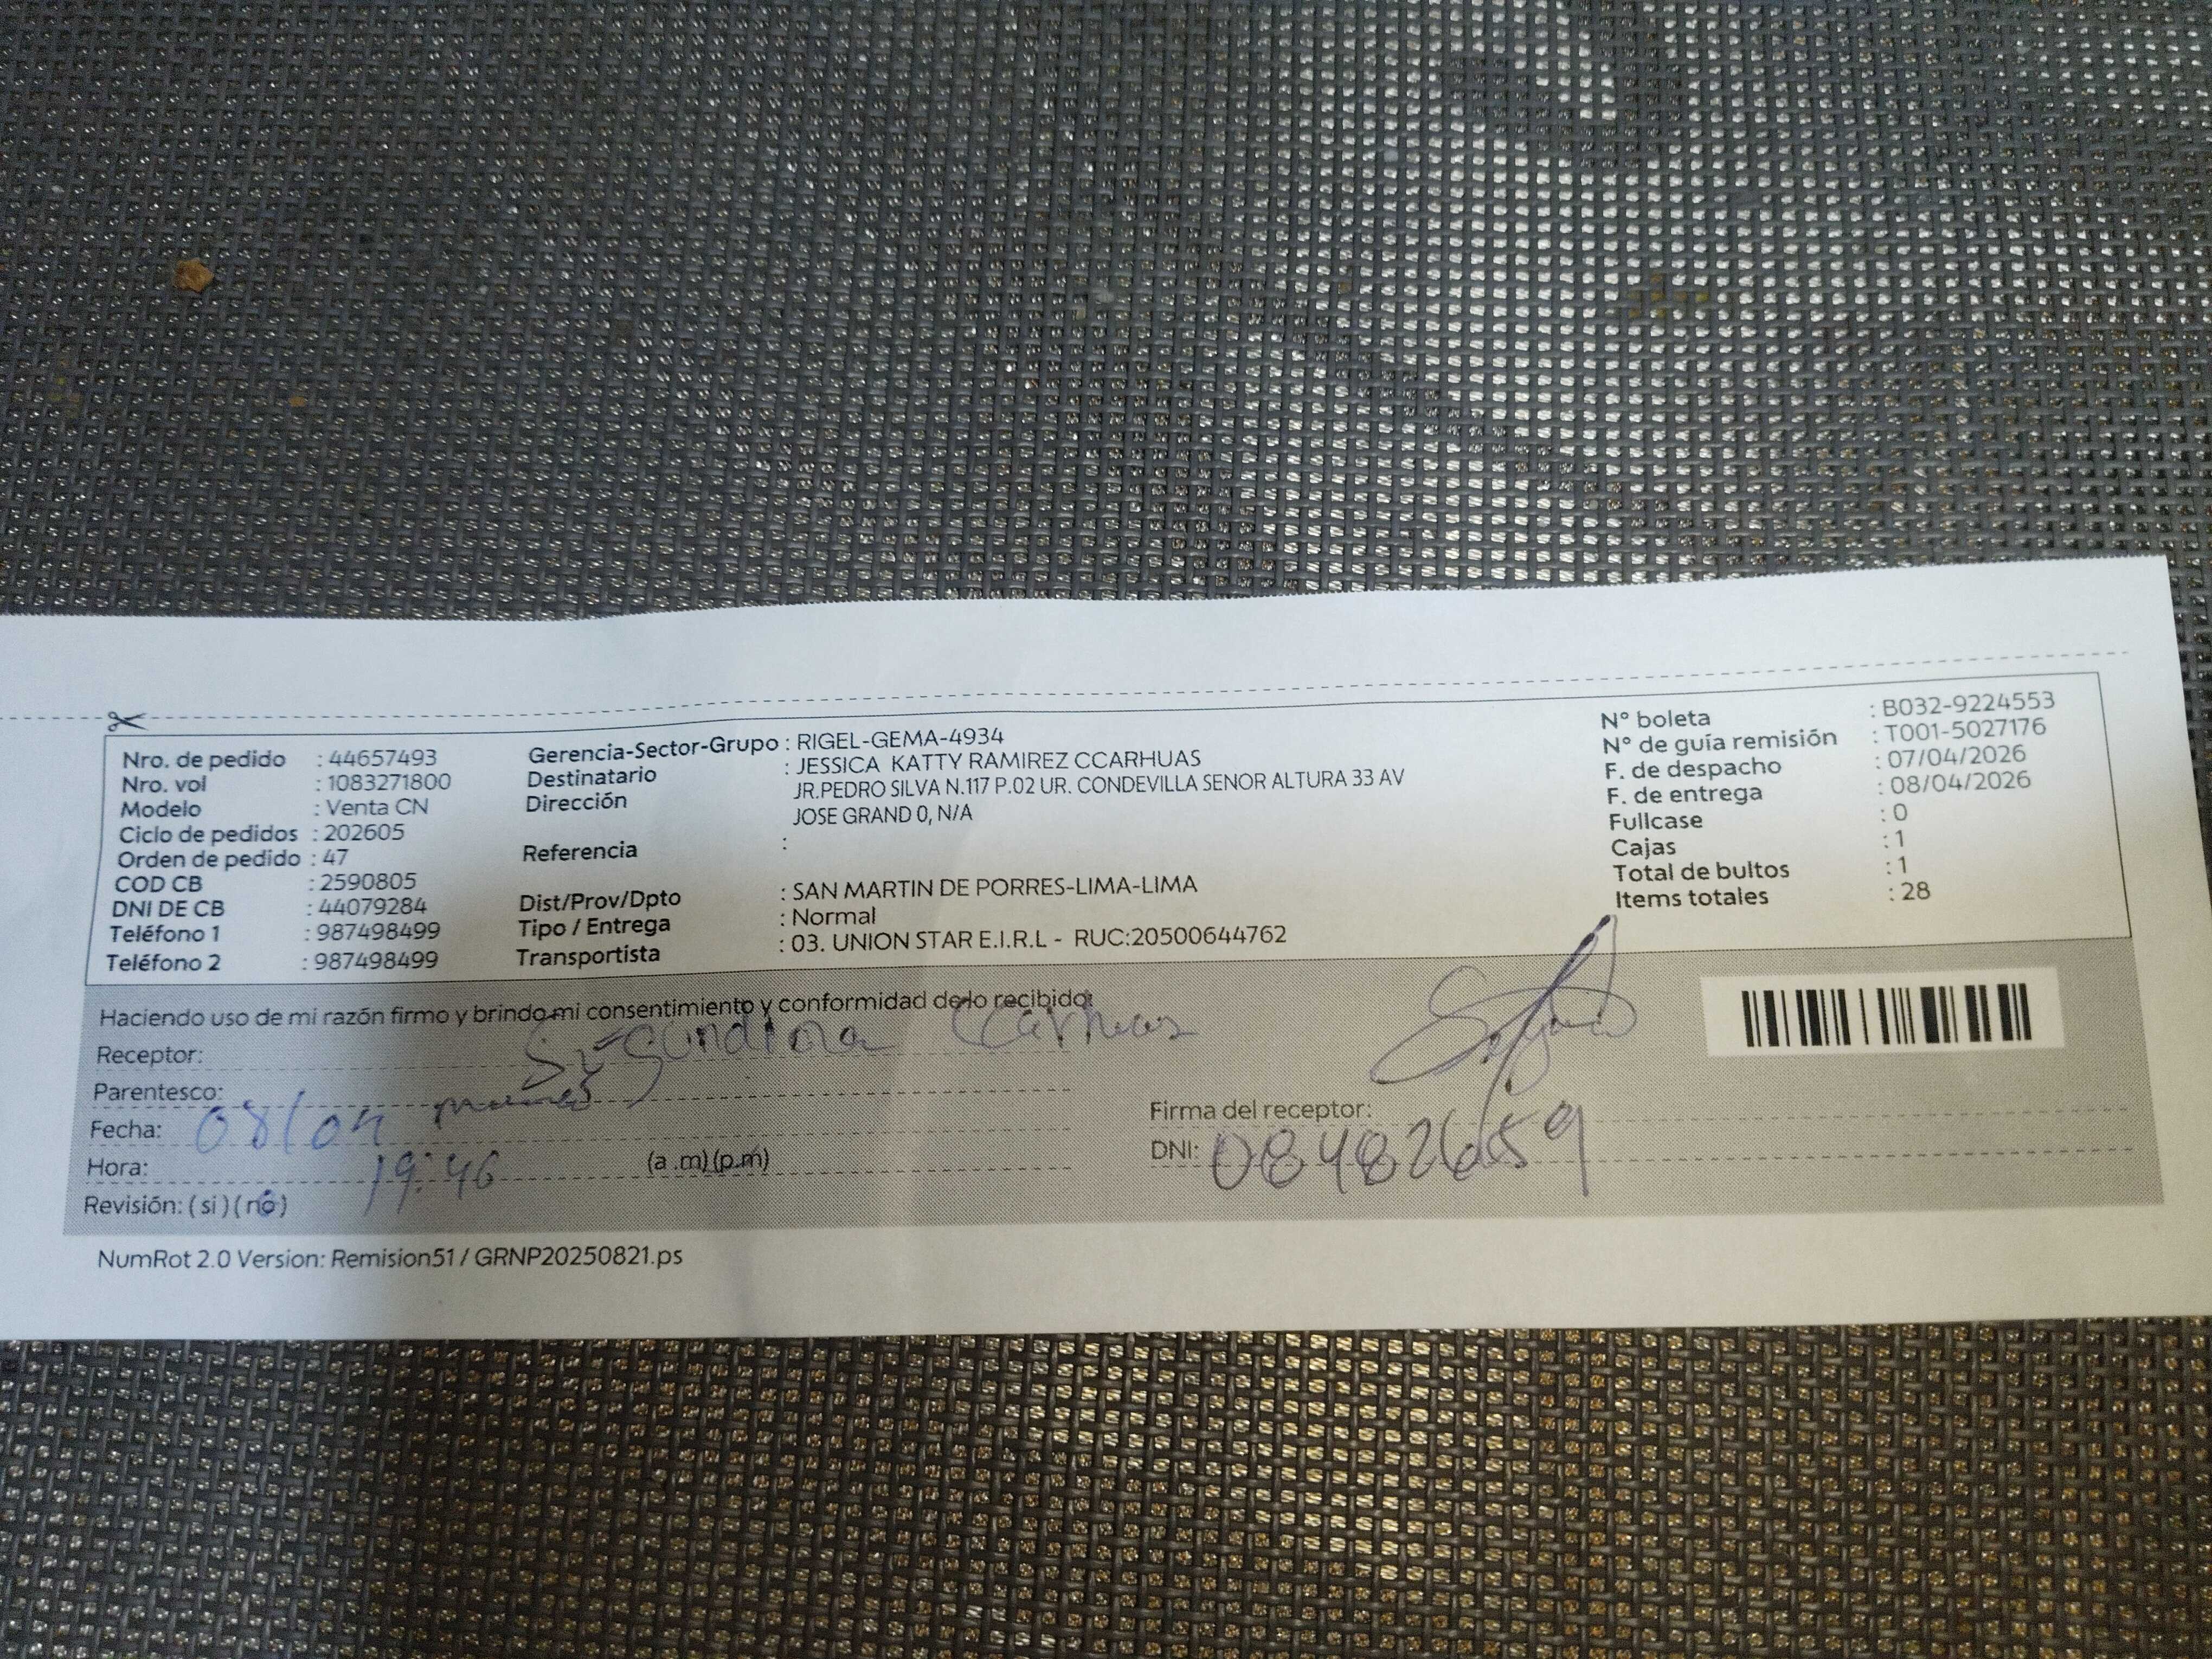 Nro. de pedido : 44657493
Nro. vol : 1083271800
Modelo : Venta CN
Ciclo de pedidos : 202605
Orden de pedido : 47
COD CB : 2590805
DNI DE CB : 44079284
Teléfono 1 : 987498499
Teléfono 2 : 987498499
Gerencia-Sector-Grupo : RIGEL-GEMA-4934
Destinatario : JESSICA KATTY RAMIREZ CCARHUAS
Dirección JR.PEDRO SILVA N.117 P.02 UR. CONDEVILLA SENOR ALTURA 33 AV
JOSE GRAND 0, N/A
Referencia :
Dist/Prov/Dpto : SAN MARTIN DE PORRES-LIMA-LIMA
Tipo / Entrega : Normal
Transportista : 03. UNION STAR E.I.R.L - RUC:20500644762
N° boleta : B032-9224553
N° de guía remisión : T001-5027176
F. de despacho : 07/04/2026
F. de entrega : 08/04/2026
Fullcase : 0
Cajas : 1
Total de bultos : 1
Items totales : 28
Haciendo uso de mi razón firmo y brindo mi consentimiento y conformidad de lo recibido:
Receptor: Segundina Ccarhuas
Parentesco:
Fecha: 08/04
Hora: 19:46 (a.m)(p.m)
Revisión: (si)(no)
Firma del receptor:
DNI: 08482659
NumRot 2.0 Version: Remision51 / GRNP20250821.ps